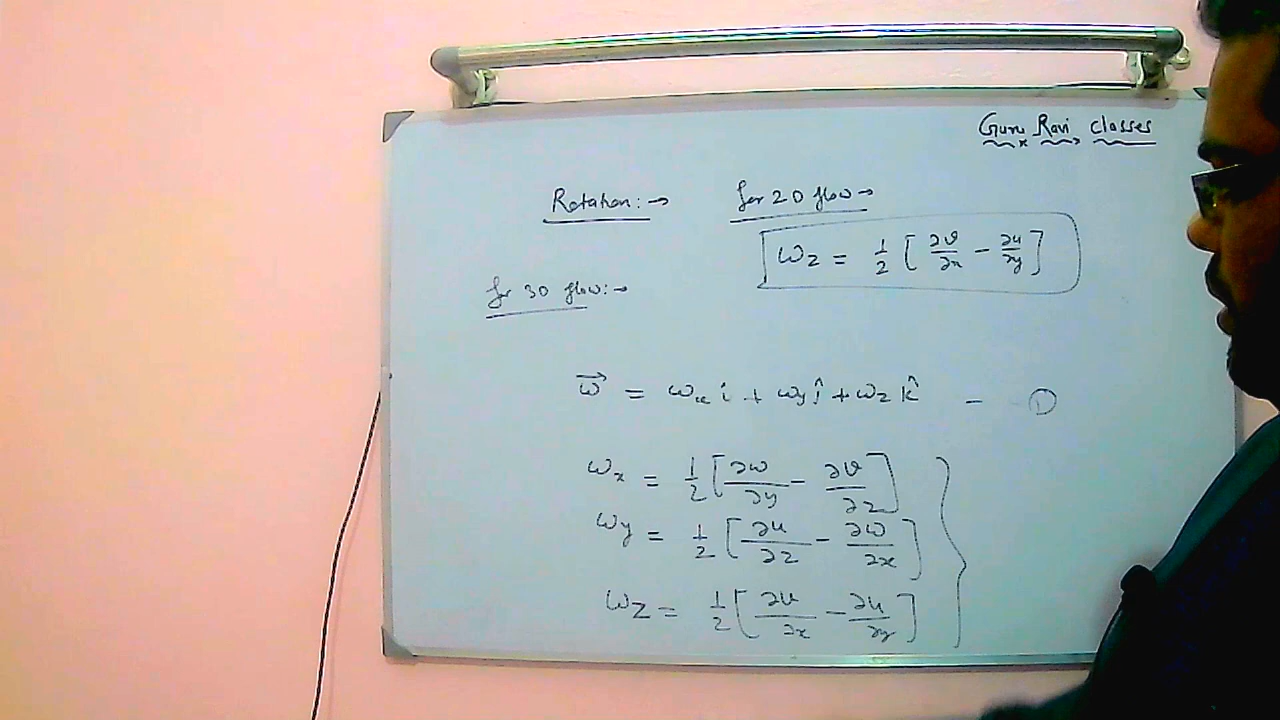 Guru Ravi classes
Rotation:→ for 2D flow→
ωz = 1/2 [∂v/∂x − ∂u/∂y]
for 3D flow:→
ω⃗ = ωx i + ωy ĵ + ωz k̂ − ①
ωx = 1/2 [∂w/∂y − ∂v/∂z]
ωy = 1/2 [∂u/∂z − ∂w/∂x]
ωz = 1/2 [∂v/∂x − ∂u/∂y]